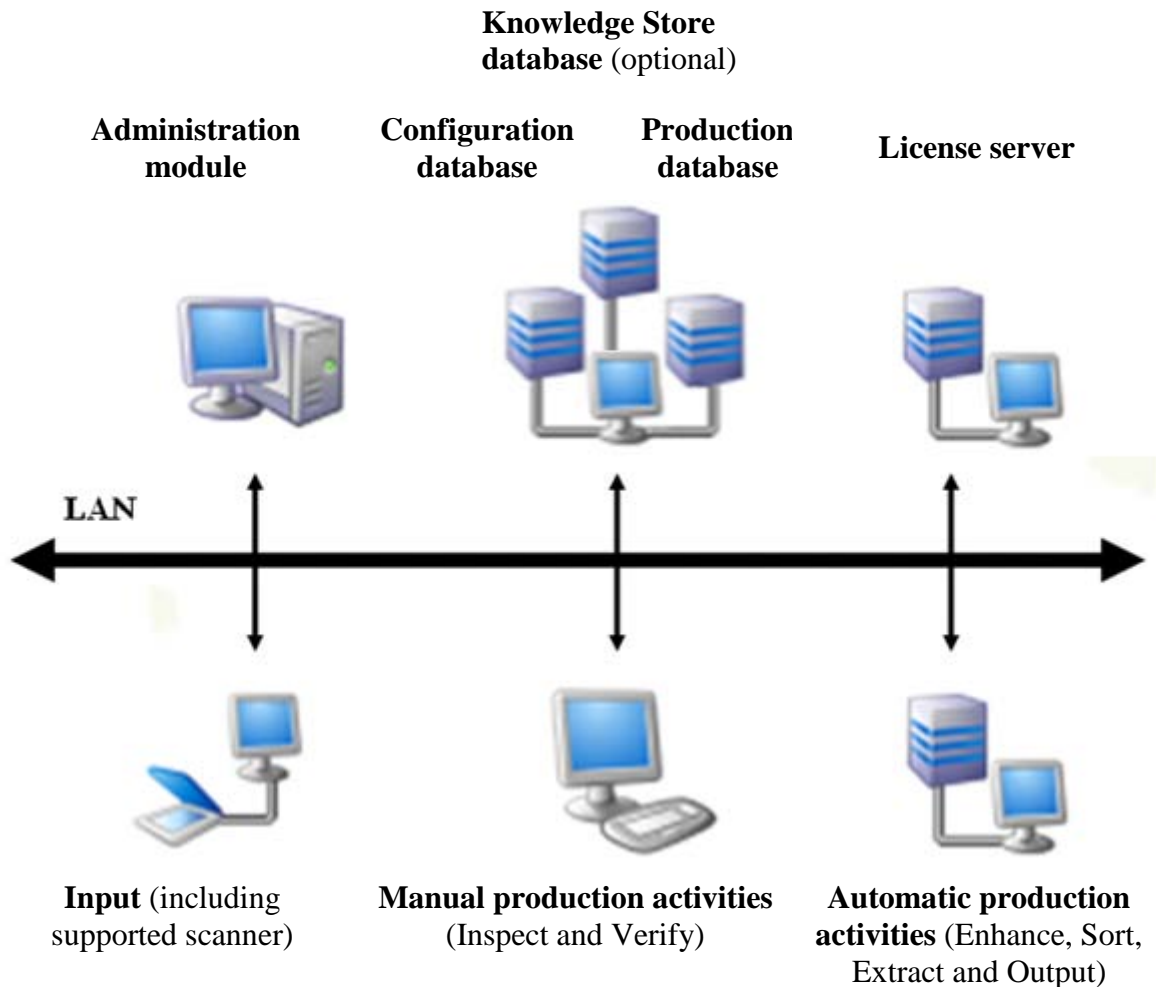 Knowledge Store
database (optional)
Administration
module
Configuration
database
Production
database
License server
LAN
Input (including
supported scanner)
Manual production activities
(Inspect and Verify)
Automatic production
activities (Enhance, Sort,
Extract and Output)